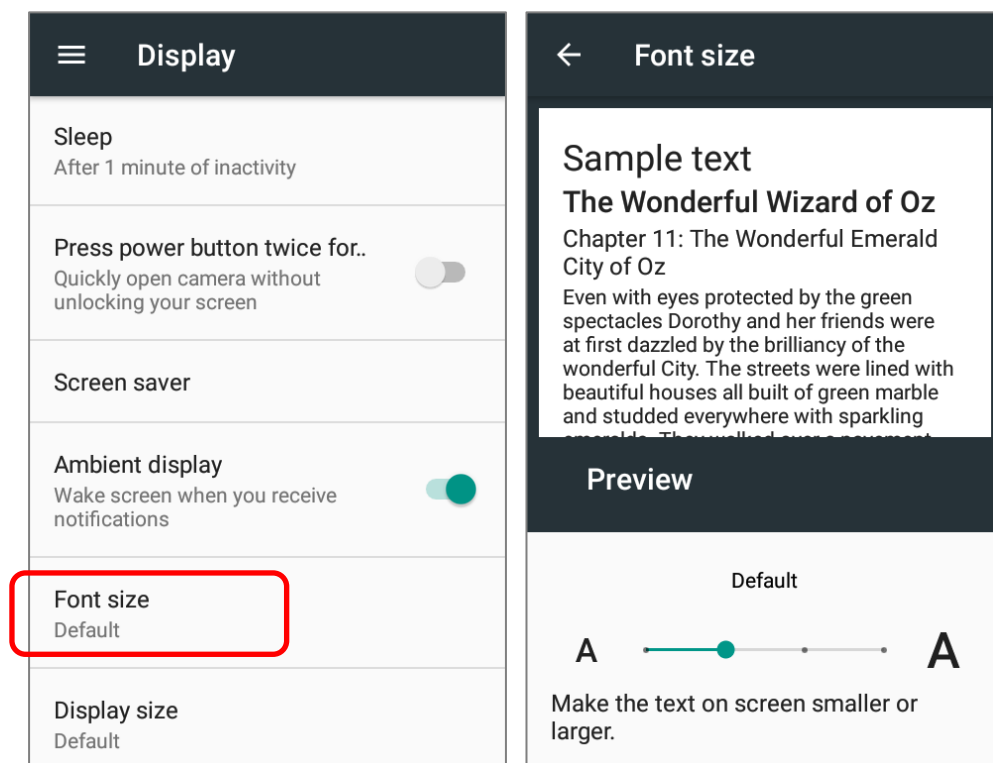 Display
Sleep
After 1 minute of inactivity
Press power button twice for..
Quickly open camera without
unlocking your screen
Screen saver
Ambient display
Wake screen when you receive
notifications
Font size
Default
Display size
Default
Font size
Sample text
The Wonderful Wizard of Oz
Chapter 11: The Wonderful Emerald
City of Oz
Even with eyes protected by the green
spectacles Dorothy and her friends were
at first dazzled by the brilliancy of the
wonderful City. The streets were lined with
beautiful houses all built of green marble
and studded everywhere with sparkling
emeralds. They walked over a pavement
Preview
Default
A A
Make the text on screen smaller or
larger.